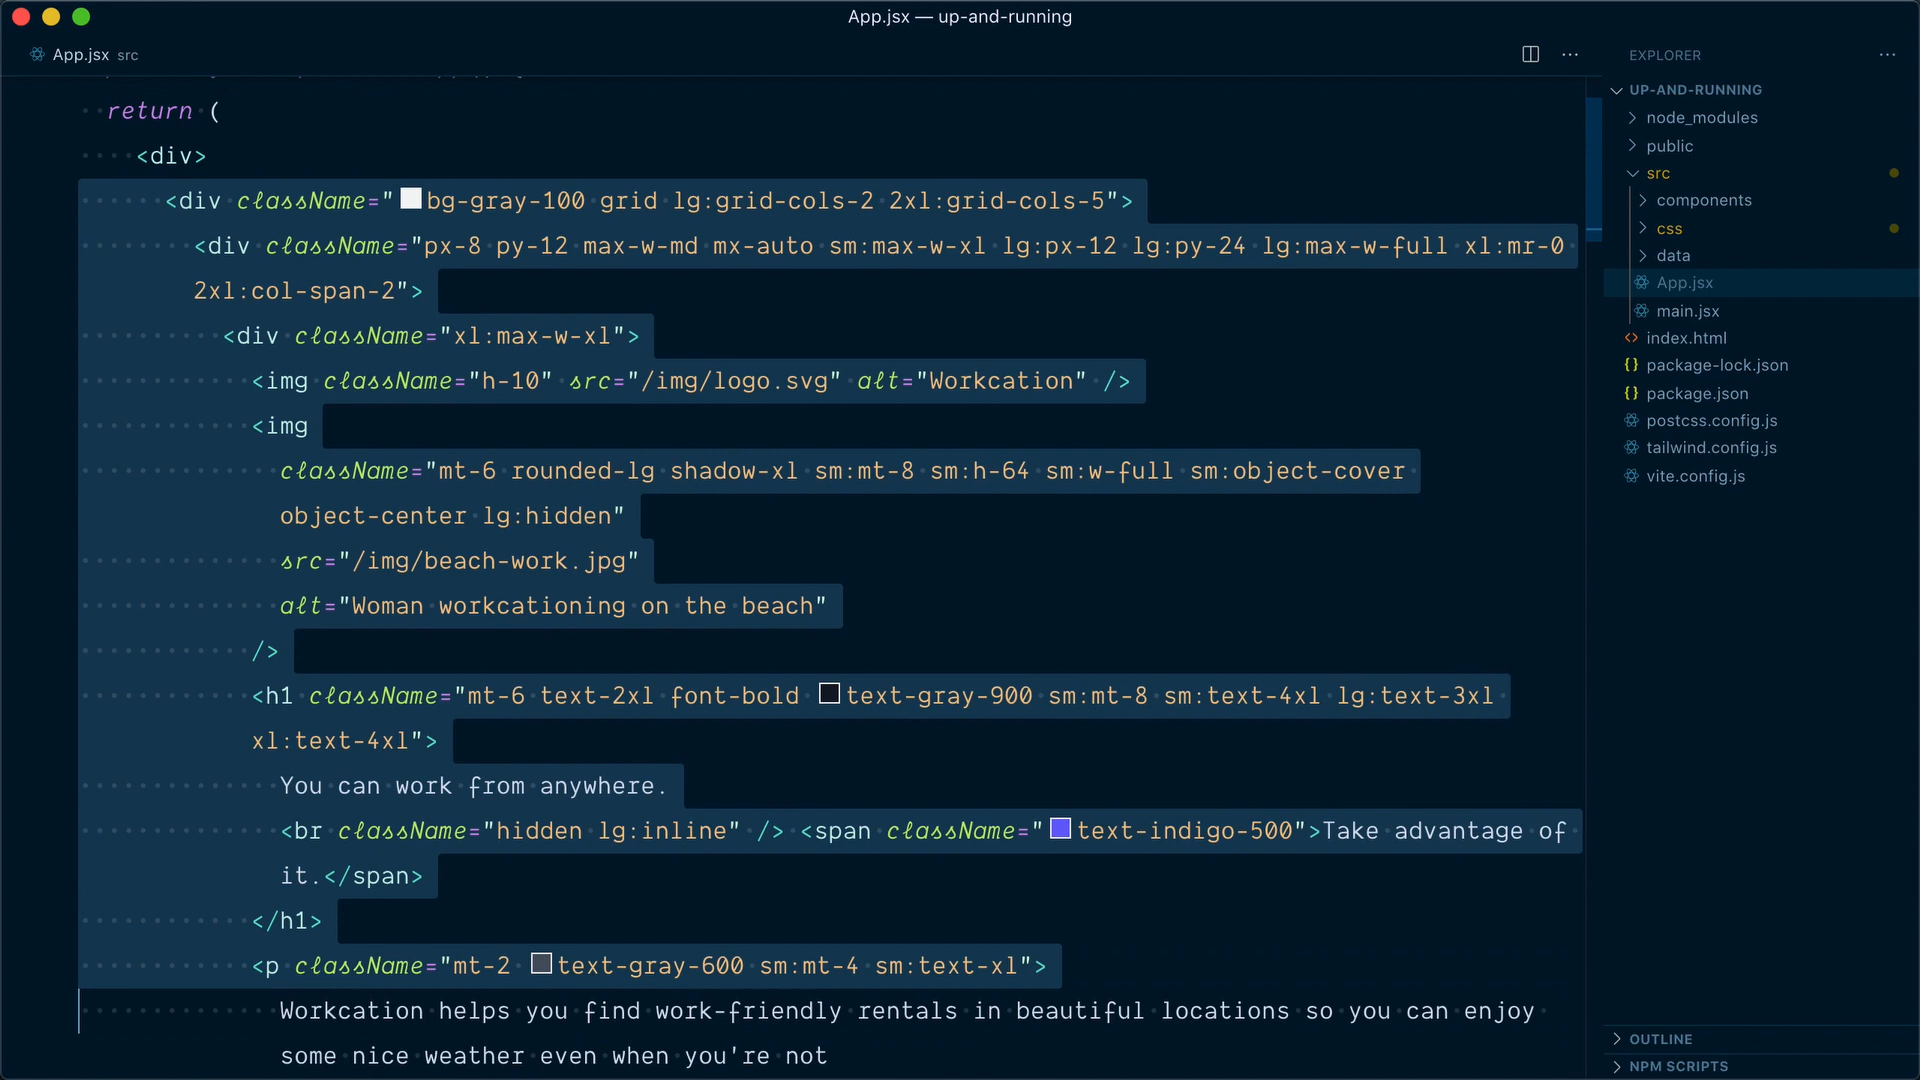 App.jsx — up-and-running
App.jsx src
return (
<div>
<div className="bg-gray-100 grid lg:grid-cols-2 2xl:grid-cols-5">
<div className="px-8 py-12 max-w-md mx-auto sm:max-w-xl lg:px-12 lg:py-24 lg:max-w-full xl:mr-0
2xl:col-span-2">
<div className="xl:max-w-xl">
<img className="h-10" src="/img/logo.svg" alt="Workcation" />
<img
className="mt-6 rounded-lg shadow-xl sm:mt-8 sm:h-64 sm:w-full sm:object-cover
object-center lg:hidden"
src="/img/beach-work.jpg"
alt="Woman workcationing on the beach"
/>
<h1 className="mt-6 text-2xl font-bold text-gray-900 sm:mt-8 sm:text-4xl lg:text-3xl
xl:text-4xl">
You can work from anywhere.
<br className="hidden lg:inline" /> <span className="text-indigo-500">Take advantage of
it.</span>
</h1>
<p className="mt-2 text-gray-600 sm:mt-4 sm:text-xl">
Workcation helps you find work-friendly rentals in beautiful locations so you can enjoy
some nice weather even when you're not
EXPLORER
UP-AND-RUNNING
node_modules
public
src
components
css
data
App.jsx
main.jsx
index.html
package-lock.json
package.json
postcss.config.js
tailwind.config.js
vite.config.js
OUTLINE
NPM SCRIPTS